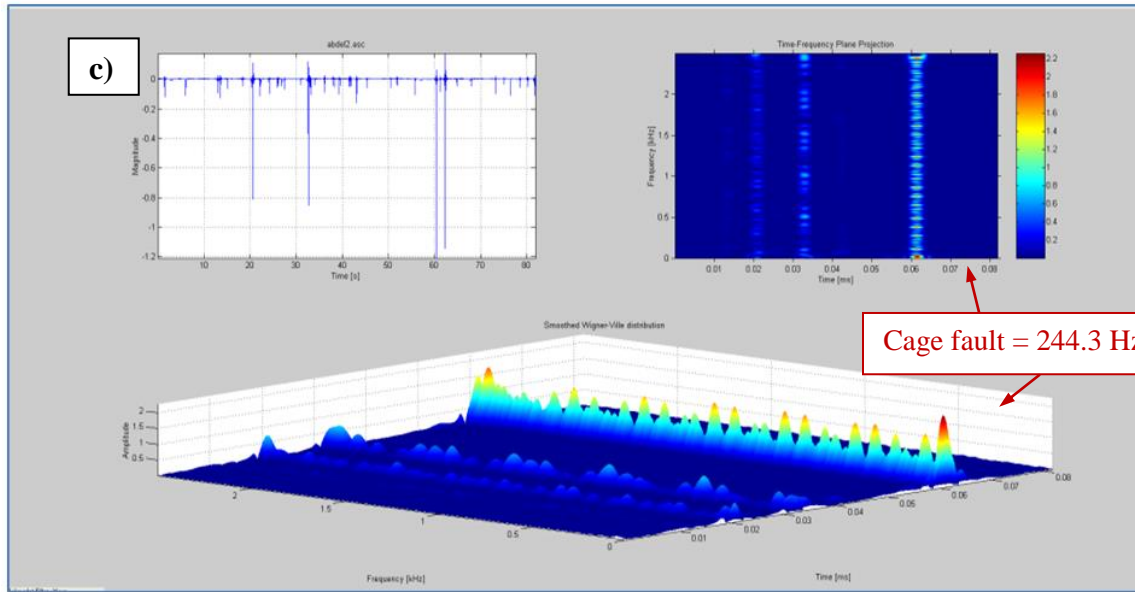 c)
abdel2.asc
Magnitude
0
-0.2
-0.4
-0.6
-0.8
-1
-1.2
10 20 30 40 50 60 70 80
Time [s]
Time-Frequency Plane Projection
Frequency [kHz]
2
1.5
1
0.5
0
0.01 0.02 0.03 0.04 0.05 0.06 0.07 0.08
Time [ms]
2.2
2
1.8
1.6
1.4
1.2
1
0.8
0.6
0.4
0.2
Cage fault = 244.3 Hz
Smoothed Wigner-Ville distribution
Amplitude
2
1.5
1
0.5
2
1.5
1
0.5
0
Frequency [kHz]
0.01
0.02
0.03
0.04
0.05
0.06
0.07
0.08
Time [ms]